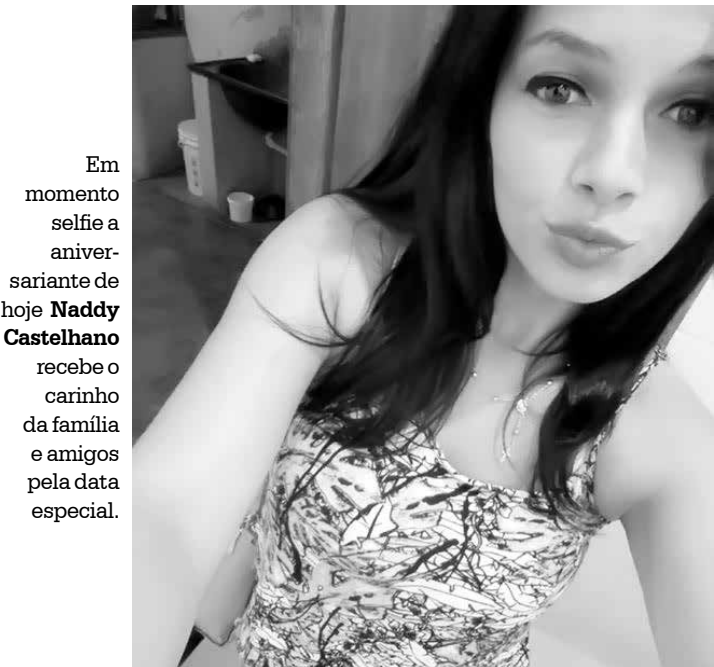 Em
momento
selfie a
aniver-
sariante de
hoje Naddy
Castelhano
recebe o
carinho
da família
e amigos
pela data
especial.